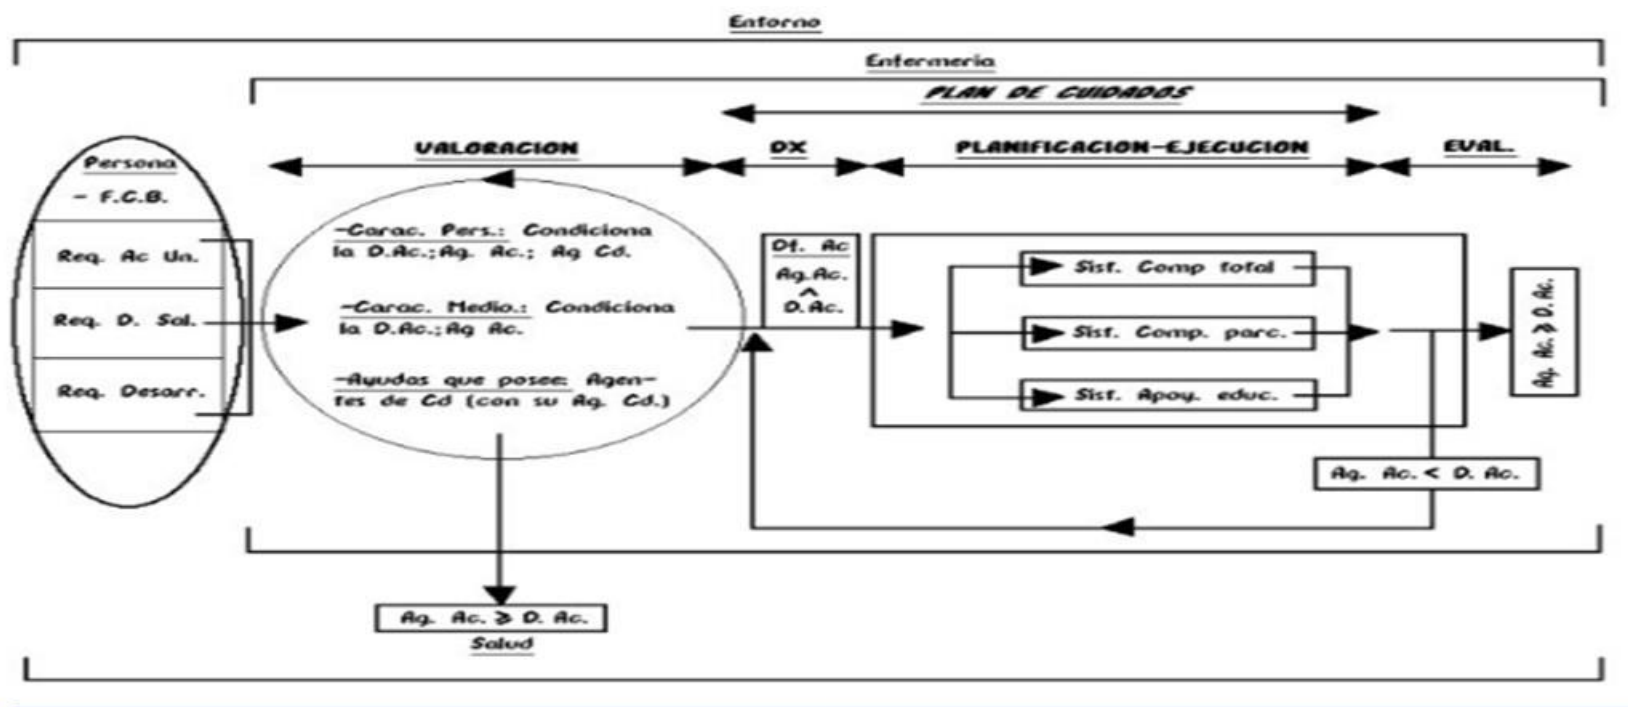 Entorno
Enfermeria
PLAN DE CUIDADOS
VALORACION
DX
PLANIFICACION-EJECUCION
EVAL.
Persona
- F.C.B.
Req. Ac Un.
Req. D. Sal.
Req. Desarr.
-Carac. Pers.: Condiciona
la D.Ac.; Ag. Ac.; Ag Cd.
-Carac. Medio.: Condiciona
la D.Ac.; Ag Ac.
-Ayudas que posee: Agen-
tes de Cd (con su Ag. Cd.)
Df. Ac
Ag.Ac.
^
D.Ac.
Sist. Comp total
Sist. Comp. parc.
Sist. Apoy. educ.
Ag. Ac. ⩾ D. Ac.
Ag. Ac. < D. Ac.
Ag. Ac. ⩾ D. Ac.
Salud